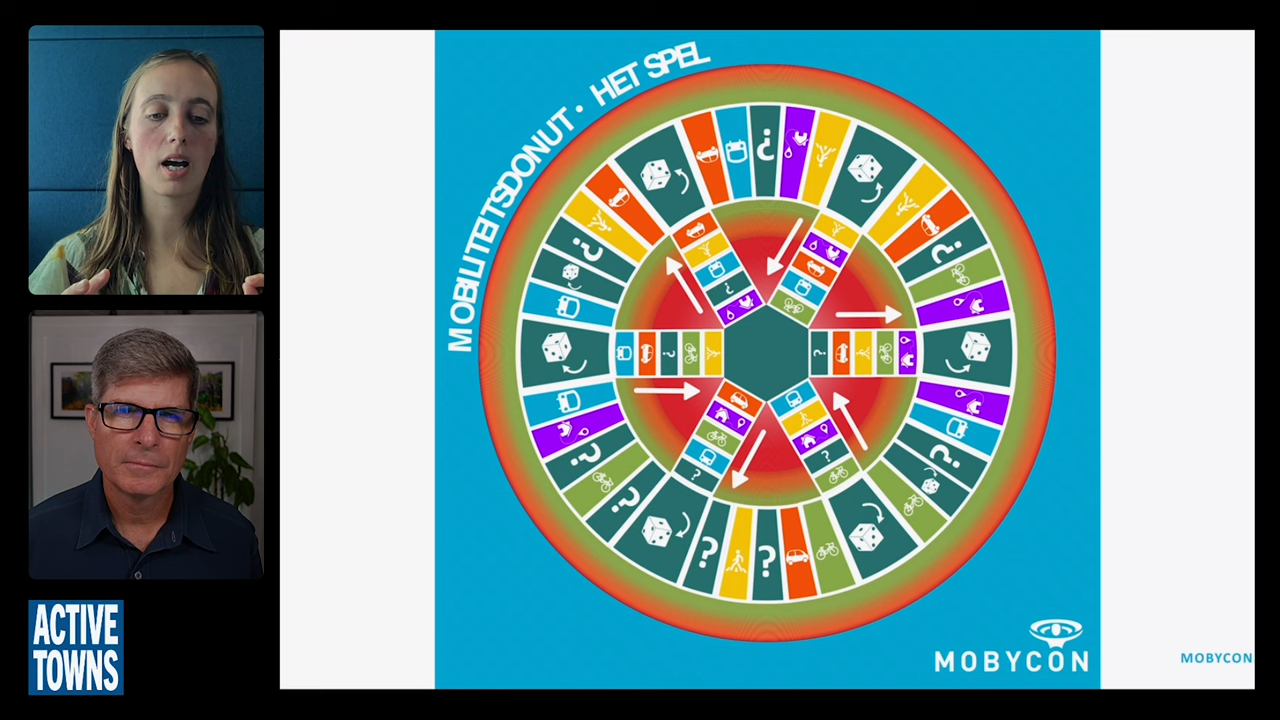 MOBILITEITSDONUT • HET SPEL
? ? ? ? ? ? ? ? ? ? ? ? ? ?
ACTIVE
TOWNS
MOBYCON
MOBYCON